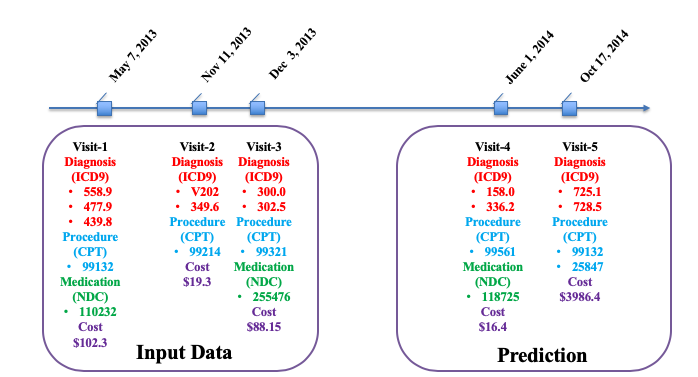 May 7, 2013
Nov 11, 2013
Dec 3, 2013
June 1, 2014
Oct 17, 2014
Visit-1
Diagnosis
(ICD9)
• 558.9
• 477.9
• 439.8
Procedure
(CPT)
• 99132
Medication
(NDC)
• 110232
Cost
$102.3
Visit-2
Diagnosis
(ICD9)
• V202
• 349.6
Procedure
(CPT)
• 99214
Cost
$19.3
Visit-3
Diagnosis
(ICD9)
• 300.0
• 302.5
Procedure
(CPT)
• 99321
Medication
(NDC)
• 255476
Cost
$88.15
Input Data
Visit-4
Diagnosis
(ICD9)
• 158.0
• 336.2
Procedure
(CPT)
• 99561
Medication
(NDC)
• 118725
Cost
$16.4
Visit-5
Diagnosis
(ICD9)
• 725.1
• 728.5
Procedure
(CPT)
• 99132
• 25847
Cost
$3986.4
Prediction